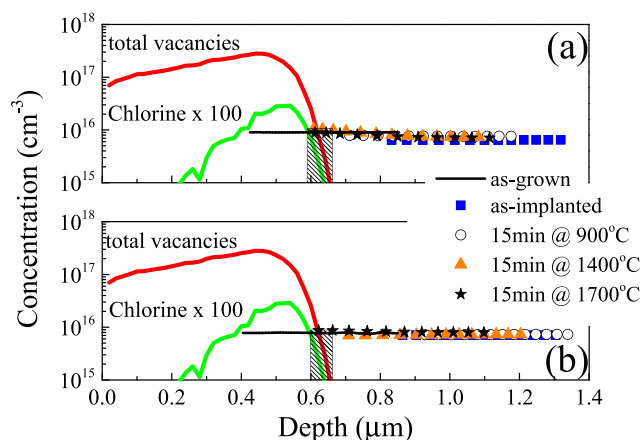 10^18
(a)
total vacancies
10^17
Chlorine x 100
10^16
10^15
as-grown
10^18
as-implanted
total vacancies
15min @ 900°C
10^17
15min @ 1400°C
Chlorine x 100
15min @ 1700°C
10^16
(b)
10^15
0.0 0.2 0.4 0.6 0.8 1.0 1.2 1.4
Depth (μm)
Concentration (cm^-3)